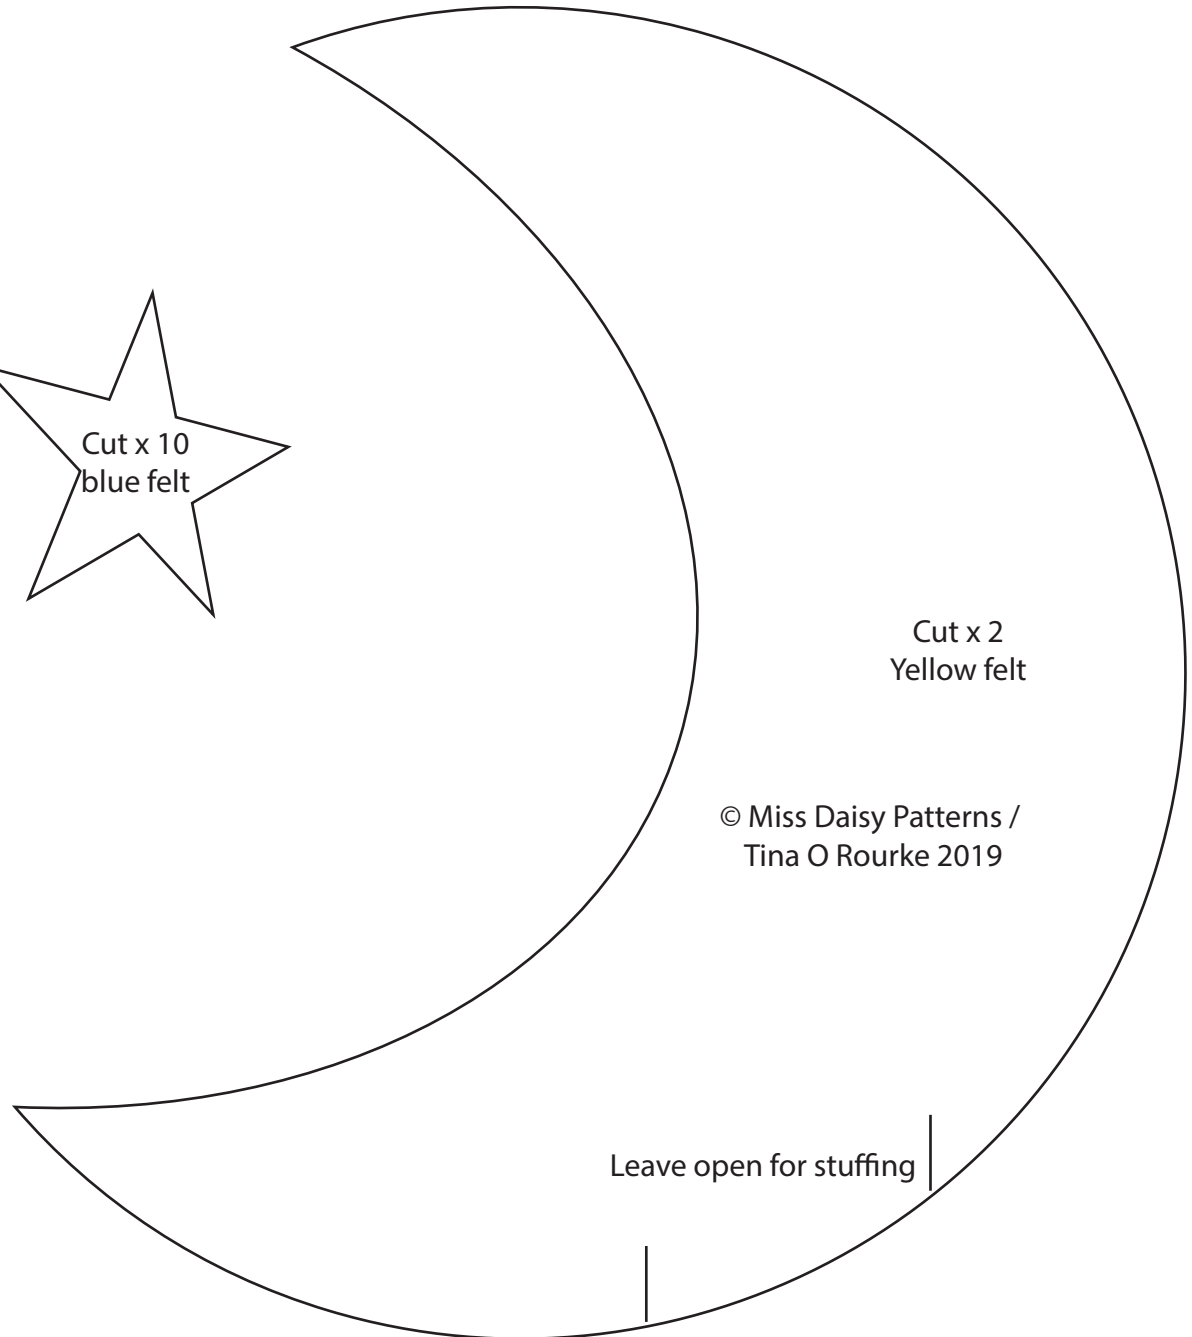 Cut x 10
blue felt
Cut x 2
Yellow felt
© Miss Daisy Patterns /
Tina O Rourke 2019
Leave open for stuffing